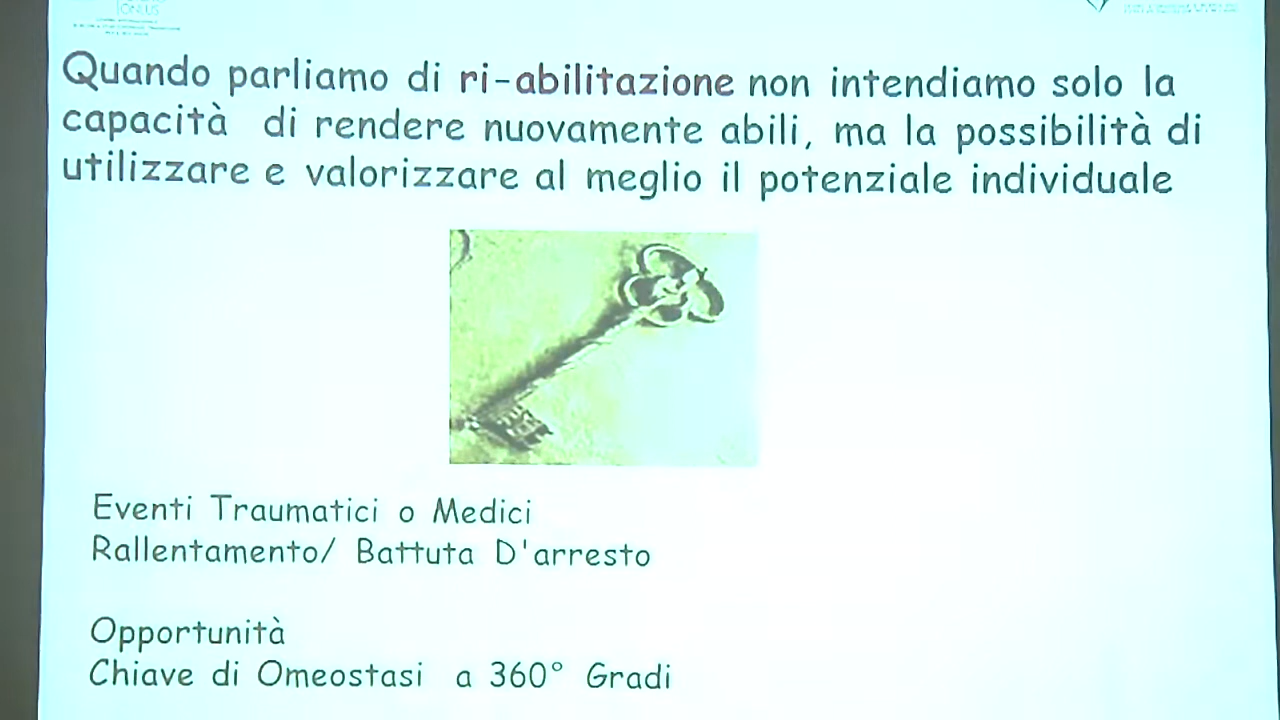 ONLUS
Quando parliamo di ri-abilitazione non intendiamo solo la
capacità di rendere nuovamente abili, ma la possibilità di
utilizzare e valorizzare al meglio il potenziale individuale
Eventi Traumatici o Medici
Rallentamento/ Battuta D'arresto
Opportunità
Chiave di Omeostasi a 360° Gradi